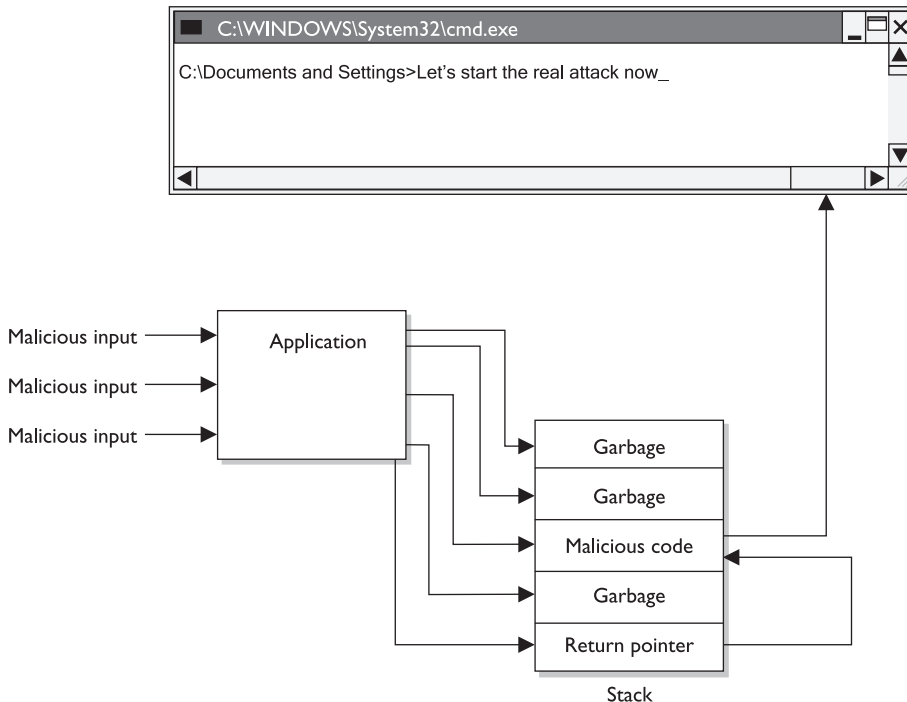 C:\WINDOWS\System32\cmd.exe
C:\Documents and Settings>Let's start the real attack now_
Malicious input
Malicious input
Malicious input
Application
Garbage
Garbage
Malicious code
Garbage
Return pointer
Stack